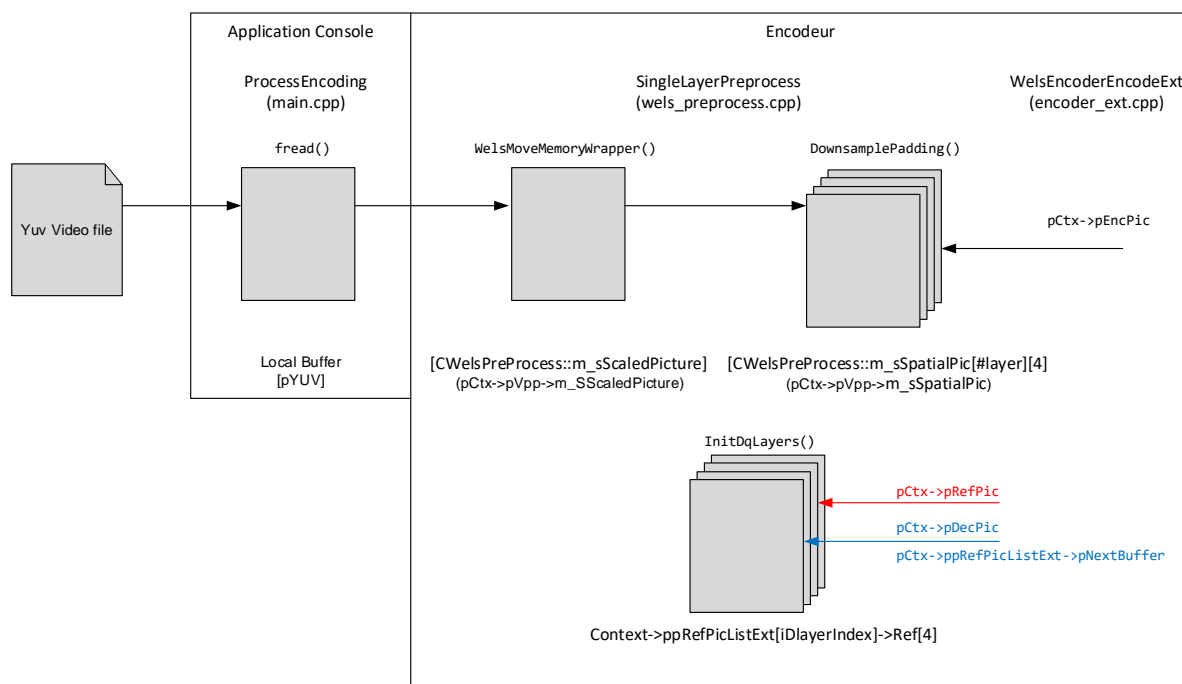 Application Console
Encodeur
ProcessEncoding
(main.cpp)
SingleLayerPreprocess
(wels_preprocess.cpp)
WelsEncoderEncodeExt
(encoder_ext.cpp)
fread()
WelsMoveMemoryWrapper()
DownsamplePadding()
Yuv Video file
pCtx->pEncPic
Local Buffer
[pYUV]
[CWelsPreProcess::m_sScaledPicture]
(pCtx->pVpp->m_SScaledPicture)
[CWelsPreProcess::m_sSpatialPic[#layer][4]
(pCtx->pVpp->m_sSpatialPic)
InitDqLayers()
pCtx->pRefPic
pCtx->pDecPic
pCtx->ppRefPicListExt->pNextBuffer
Context->ppRefPicListExt[iDlayerIndex]->Ref[4]